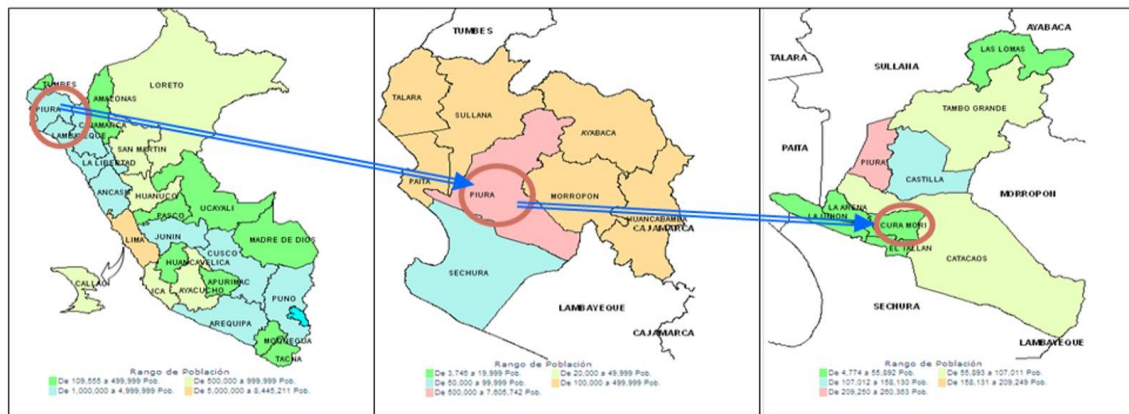 TUMBES
PIURA
AMAZONAS
LORETO
CAJAMARCA
LAMBAYEQUE
SAN MARTIN
LA LIBERTAD
ANCASH
HUANUCO
UCAYALI
PASCO
LIMA
JUNIN
MADRE DE DIOS
CUSCO
HUANCAVELICA
CALLAO
APURIMAC
ICA
AYACUCHO
PUNO
AREQUIPA
MOQUEGUA
TACNA
Rango de Población
De 109,555 a 499,999 Pob.
De 500,000 a 999,999 Pob.
De 1,000,000 a 4,999,999 Pob.
De 5,000,000 a 8,445,211 Pob.
TUMBES
TALARA
SULLANA
AYABACA
PAITA
PIURA
MORROPON
HUANCABAMBA
CAJAMARCA
SECHURA
LAMBAYEQUE
CAJAMARCA
Rango de Población
De 3,745 a 19,999 Pob.
De 20,000 a 49,999 Pob.
De 50,000 a 99,999 Pob.
De 100,000 a 499,999 Pob.
De 500,000 a 7,605,742 Pob.
AYABACA
LAS LOMAS
TALARA
SULLANA
TAMBO GRANDE
PAITA
PIURA
CASTILLA
MORROPON
LA ARENA
LA UNION
CURA MORI
EL TALLAN
CATACAOS
SECHURA
LAMBAYEQUE
Rango de Población
De 4,774 a 55,892 Pob.
De 55,893 a 107,011 Pob.
De 107,012 a 158,130 Pob.
De 158,131 a 209,249 Pob.
De 209,250 a 260,363 Pob.